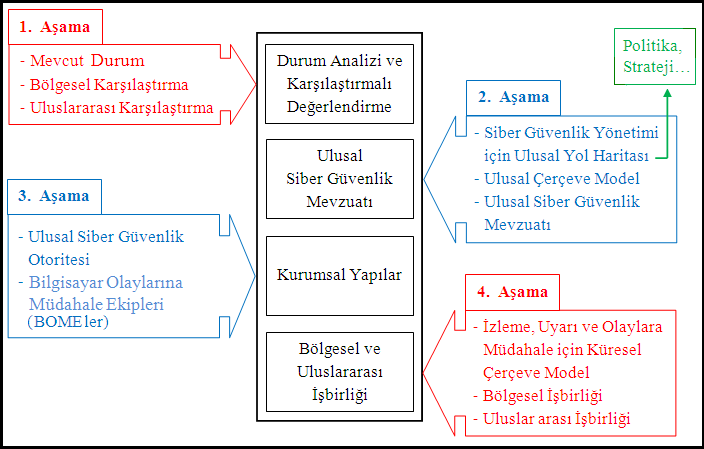 1. Aşama
- Mevcut Durum
- Bölgesel Karşılaştırma
- Uluslararası Karşılaştırma
Durum Analizi ve
Karşılaştırmalı
Değerlendirme
Politika,
Strateji…
2. Aşama
- Siber Güvenlik Yönetimi
için Ulusal Yol Haritası
- Ulusal Çerçeve Model
- Ulusal Siber Güvenlik
Mevzuatı
Ulusal
Siber Güvenlik
Mevzuatı
3. Aşama
- Ulusal Siber Güvenlik
Otoritesi
- Bilgisayar Olaylarına
Müdahale Ekipleri
(BOMEler)
Kurumsal Yapılar
4. Aşama
- İzleme, Uyarı ve Olaylara
Müdahale için Küresel
Çerçeve Model
- Bölgesel İşbirliği
- Uluslar arası İşbirliği
Bölgesel ve
Uluslararası
İşbirliği